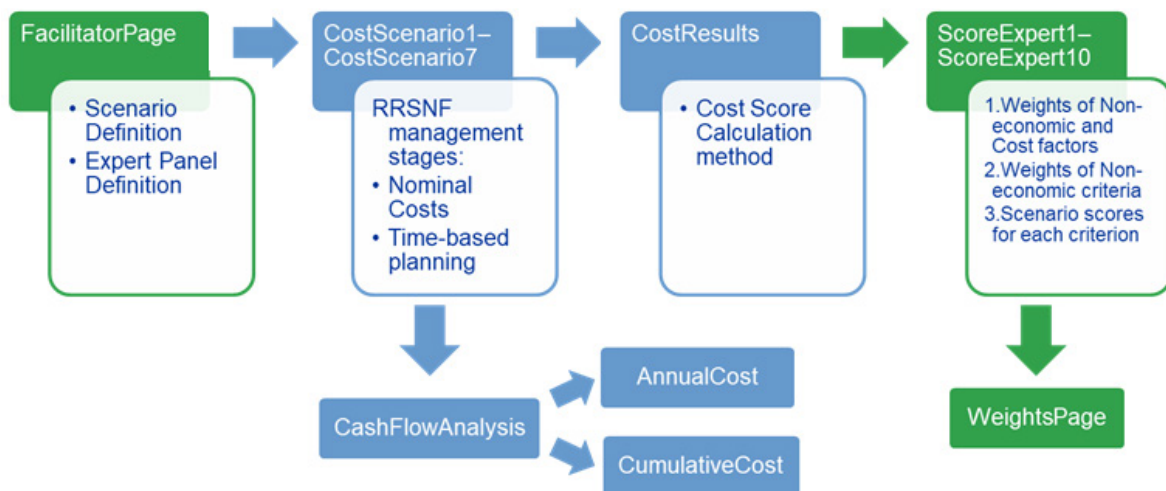 FacilitatorPage
• Scenario
Definition
• Expert Panel
Definition
CostScenario1–
CostScenario7
RRSNF
management
stages:
• Nominal
Costs
• Time-based
planning
CostResults
• Cost Score
Calculation
method
ScoreExpert1–
ScoreExpert10
1.Weights of Non-
economic and
Cost factors
2.Weights of Non-
economic criteria
3.Scenario scores
for each criterion
CashFlowAnalysis
AnnualCost
CumulativeCost
WeightsPage